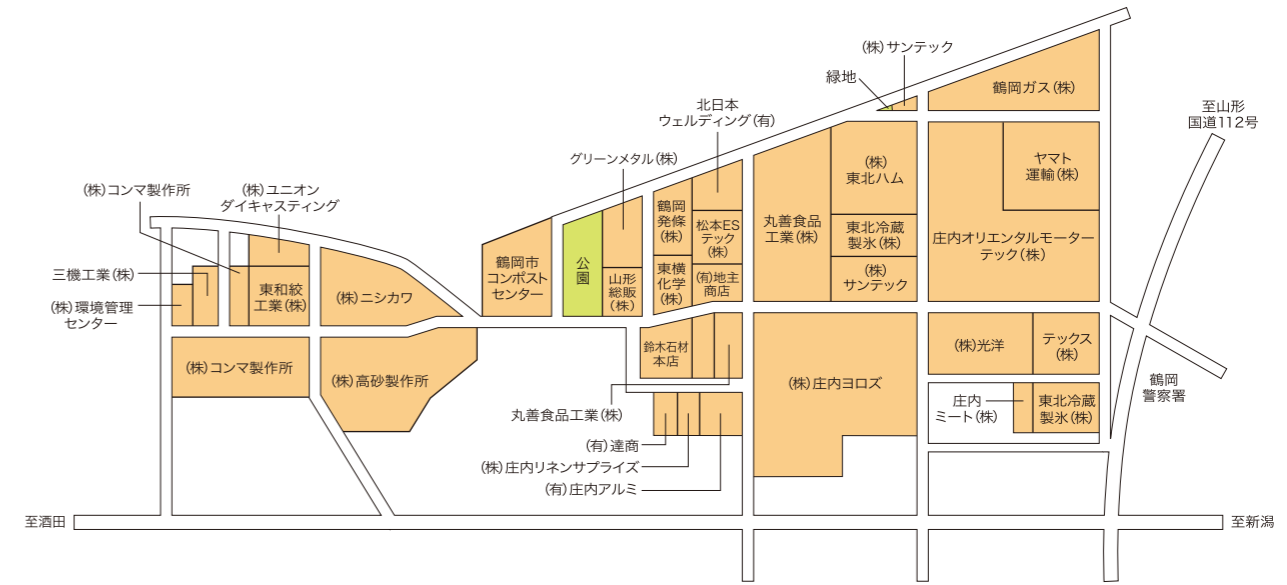 (株)サンテック
緑地
鶴岡ガス(株)
至山形
国道112号
北日本
ウェルディング(有)
グリーンメタル(株)
(株)
東北ハム
ヤマト
運輸(株)
(株)コンマ製作所
(株)ユニオン
ダイキャスティング
鶴岡
発條
(株)
松本ES
テック
(株)
丸善食品
工業(株)
東北冷蔵
製氷(株)
庄内オリエンタルモーター
テック(株)
三機工業(株)
(株)環境管理
センター
東和絞
工業(株)
(株)ニシカワ
鶴岡市
コンポスト
センター
公園
山形
総販
(株)
東横
化学
(株)
(有)地主
商店
(株)
サンテック
(株)コンマ製作所
(株)高砂製作所
鈴木石材
本店
(株)庄内ヨロズ
(株)光洋
テックス
(株)
鶴岡
警察署
丸善食品工業(株)
庄内
ミート(株)
東北冷蔵
製氷(株)
(有)達商
(株)庄内リネンサプライズ
(有)庄内アルミ
至酒田
至新潟